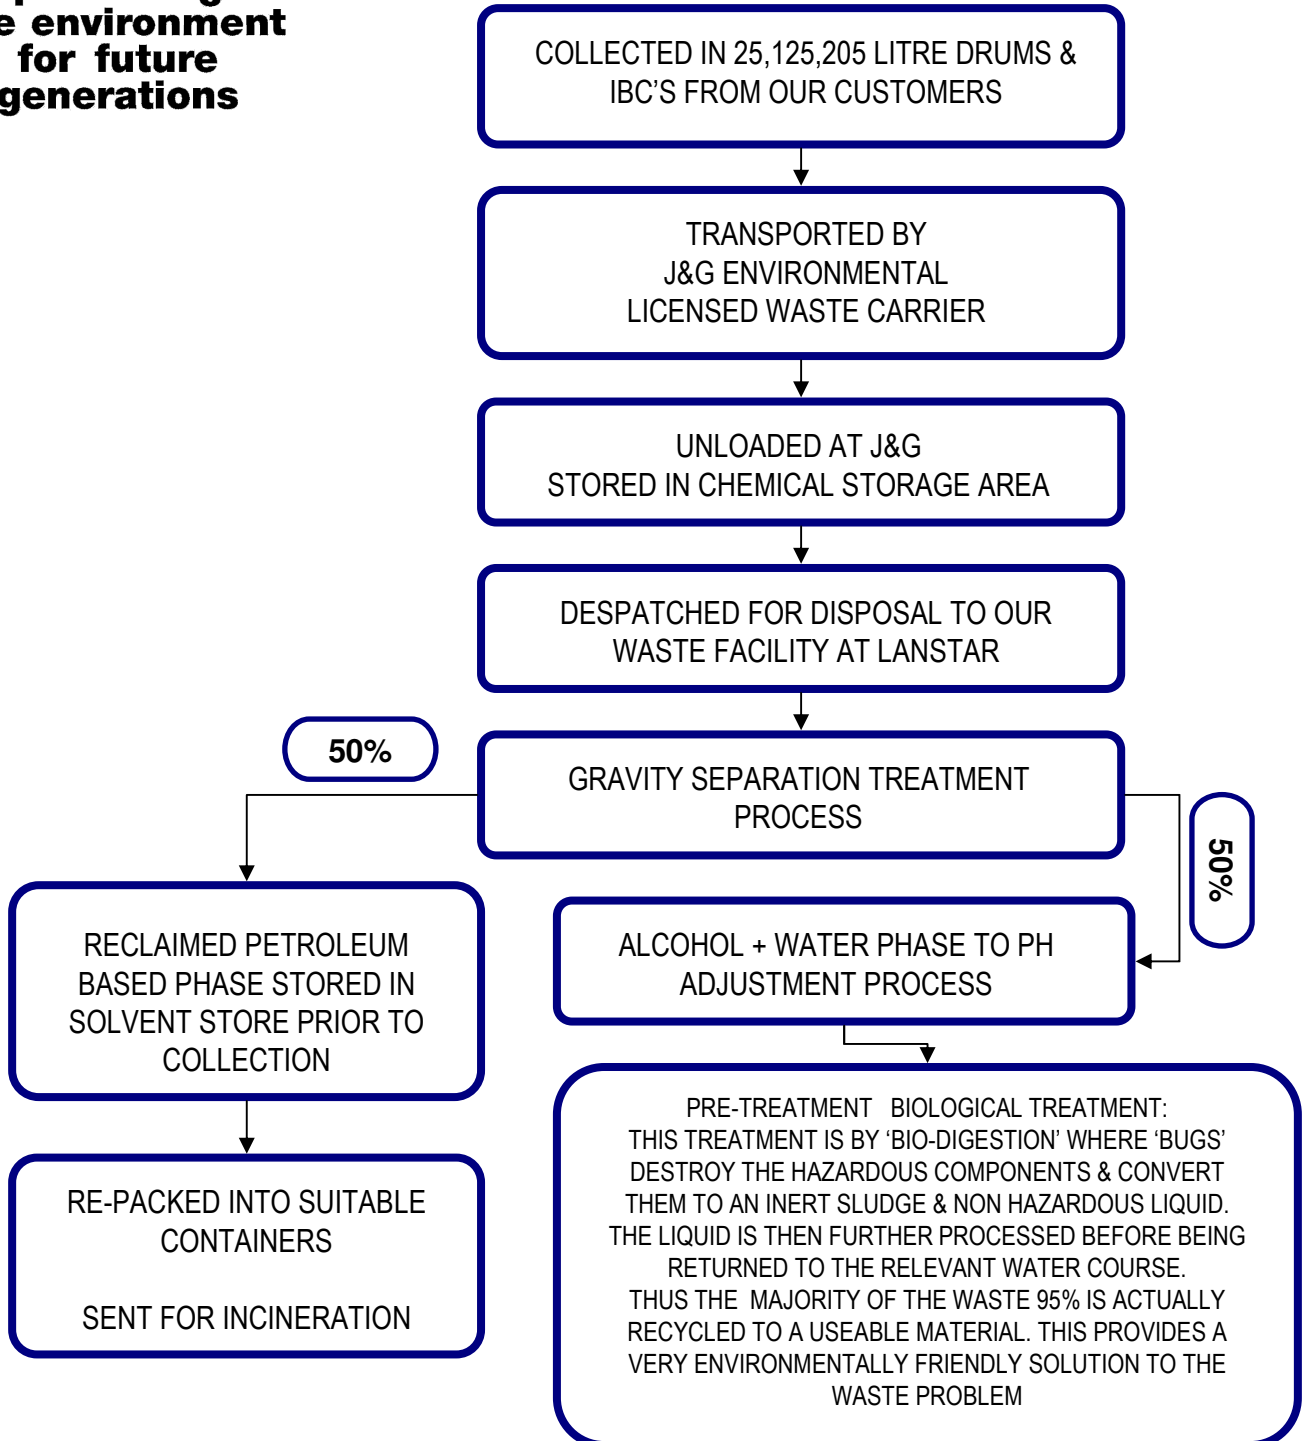 environment
for future
generations
COLLECTED IN 25,125,205 LITRE DRUMS &
IBC'S FROM OUR CUSTOMERS
TRANSPORTED BY
J&G ENVIRONMENTAL
LICENSED WASTE CARRIER
UNLOADED AT J&G
STORED IN CHEMICAL STORAGE AREA
DESPATCHED FOR DISPOSAL TO OUR
WASTE FACILITY AT LANSTAR
50%
GRAVITY SEPARATION TREATMENT
PROCESS
50%
RECLAIMED PETROLEUM
BASED PHASE STORED IN
SOLVENT STORE PRIOR TO
COLLECTION
ALCOHOL + WATER PHASE TO PH
ADJUSTMENT PROCESS
RE-PACKED INTO SUITABLE
CONTAINERS
SENT FOR INCINERATION
PRE-TREATMENT BIOLOGICAL TREATMENT:
THIS TREATMENT IS BY ‘BIO-DIGESTION’ WHERE ‘BUGS’
DESTROY THE HAZARDOUS COMPONENTS & CONVERT
THEM TO AN INERT SLUDGE & NON HAZARDOUS LIQUID.
THE LIQUID IS THEN FURTHER PROCESSED BEFORE BEING
RETURNED TO THE RELEVANT WATER COURSE.
THUS THE MAJORITY OF THE WASTE 95% IS ACTUALLY
RECYCLED TO A USEABLE MATERIAL. THIS PROVIDES A
VERY ENVIRONMENTALLY FRIENDLY SOLUTION TO THE
WASTE PROBLEM